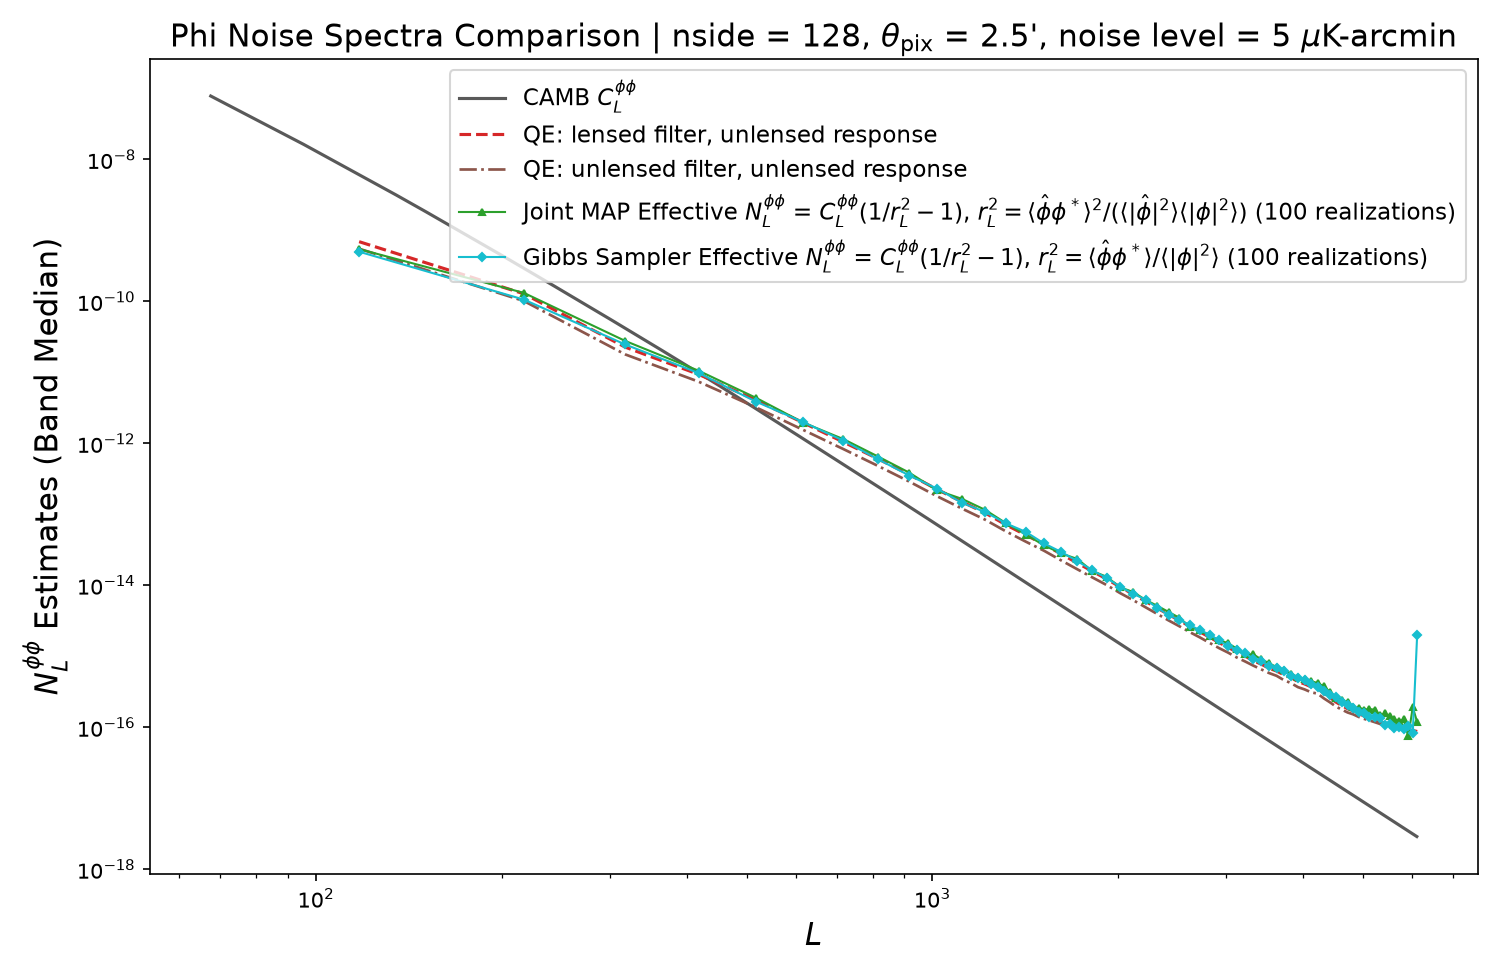 Phi Noise Spectra Comparison | nside = 128, θ_pix = 2.5', noise level = 5 μK-arcmin
CAMB C_L^{ϕϕ}
QE: lensed filter, unlensed response
QE: unlensed filter, unlensed response
Joint MAP Effective N_L^{ϕϕ} = C_L^{ϕϕ}(1/r_L^2 − 1), r_L^2 = ⟨ϕ̂ϕ*⟩^2/(⟨|ϕ̂|^2⟩⟨|ϕ|^2⟩) (100 realizations)
Gibbs Sampler Effective N_L^{ϕϕ} = C_L^{ϕϕ}(1/r_L^2 − 1), r_L^2 = ⟨ϕ̂ϕ*⟩/⟨|ϕ|^2⟩ (100 realizations)
N_L^{ϕϕ} Estimates (Band Median)
10^{−8}
10^{−10}
10^{−12}
10^{−14}
10^{−16}
10^{−18}
10^2
10^3
L